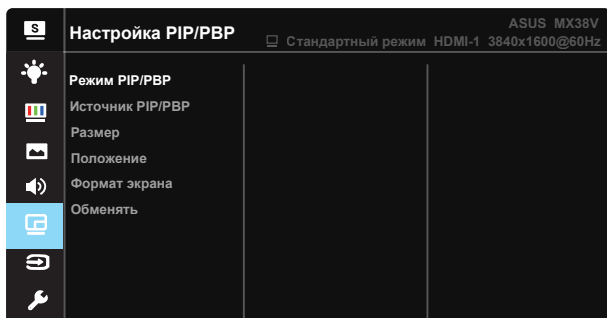 S
Настройка PIP/PBP
ASUS MX38V
Стандартный режим HDMI-1 3840x1600@60Hz
Режим PIP/PBP
Источник PIP/PBP
Размер
Положение
Формат экрана
Обменять